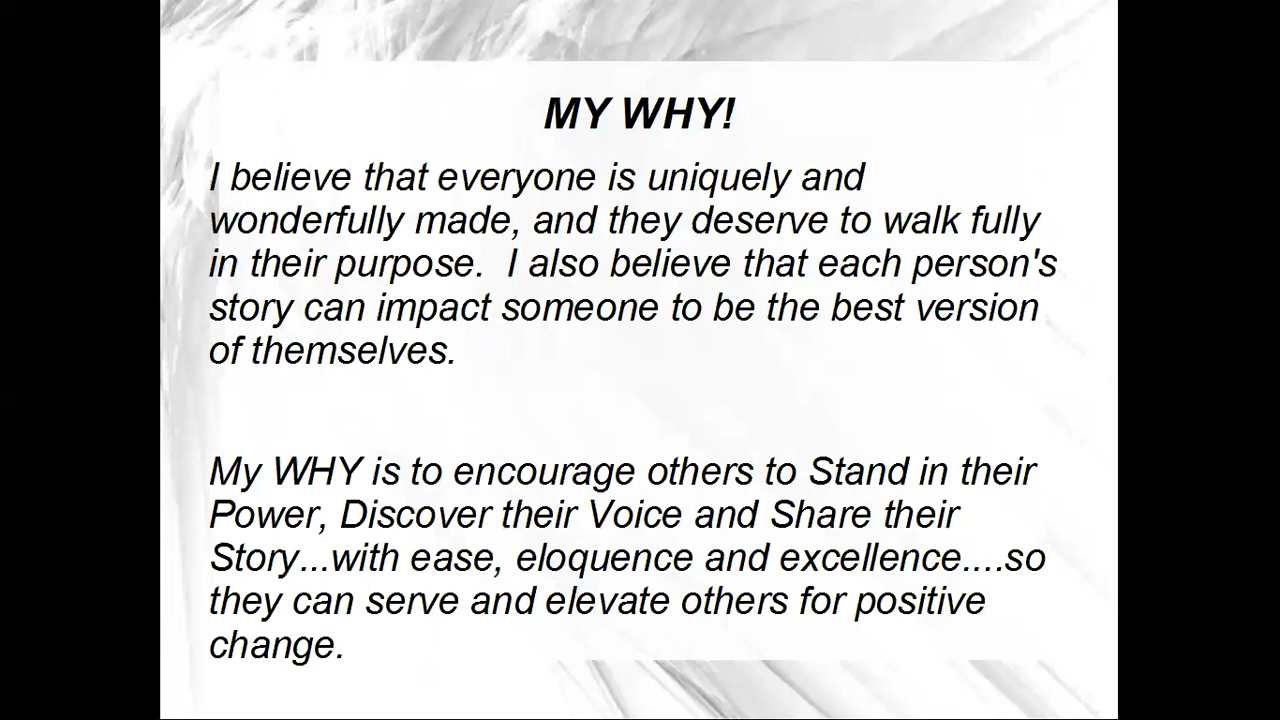 MY WHY!
I believe that everyone is uniquely and
wonderfully made, and they deserve to walk fully
in their purpose.  I also believe that each person's
story can impact someone to be the best version
of themselves.
My WHY is to encourage others to Stand in their
Power, Discover their Voice and Share their
Story...with ease, eloquence and excellence....so
they can serve and elevate others for positive
change.